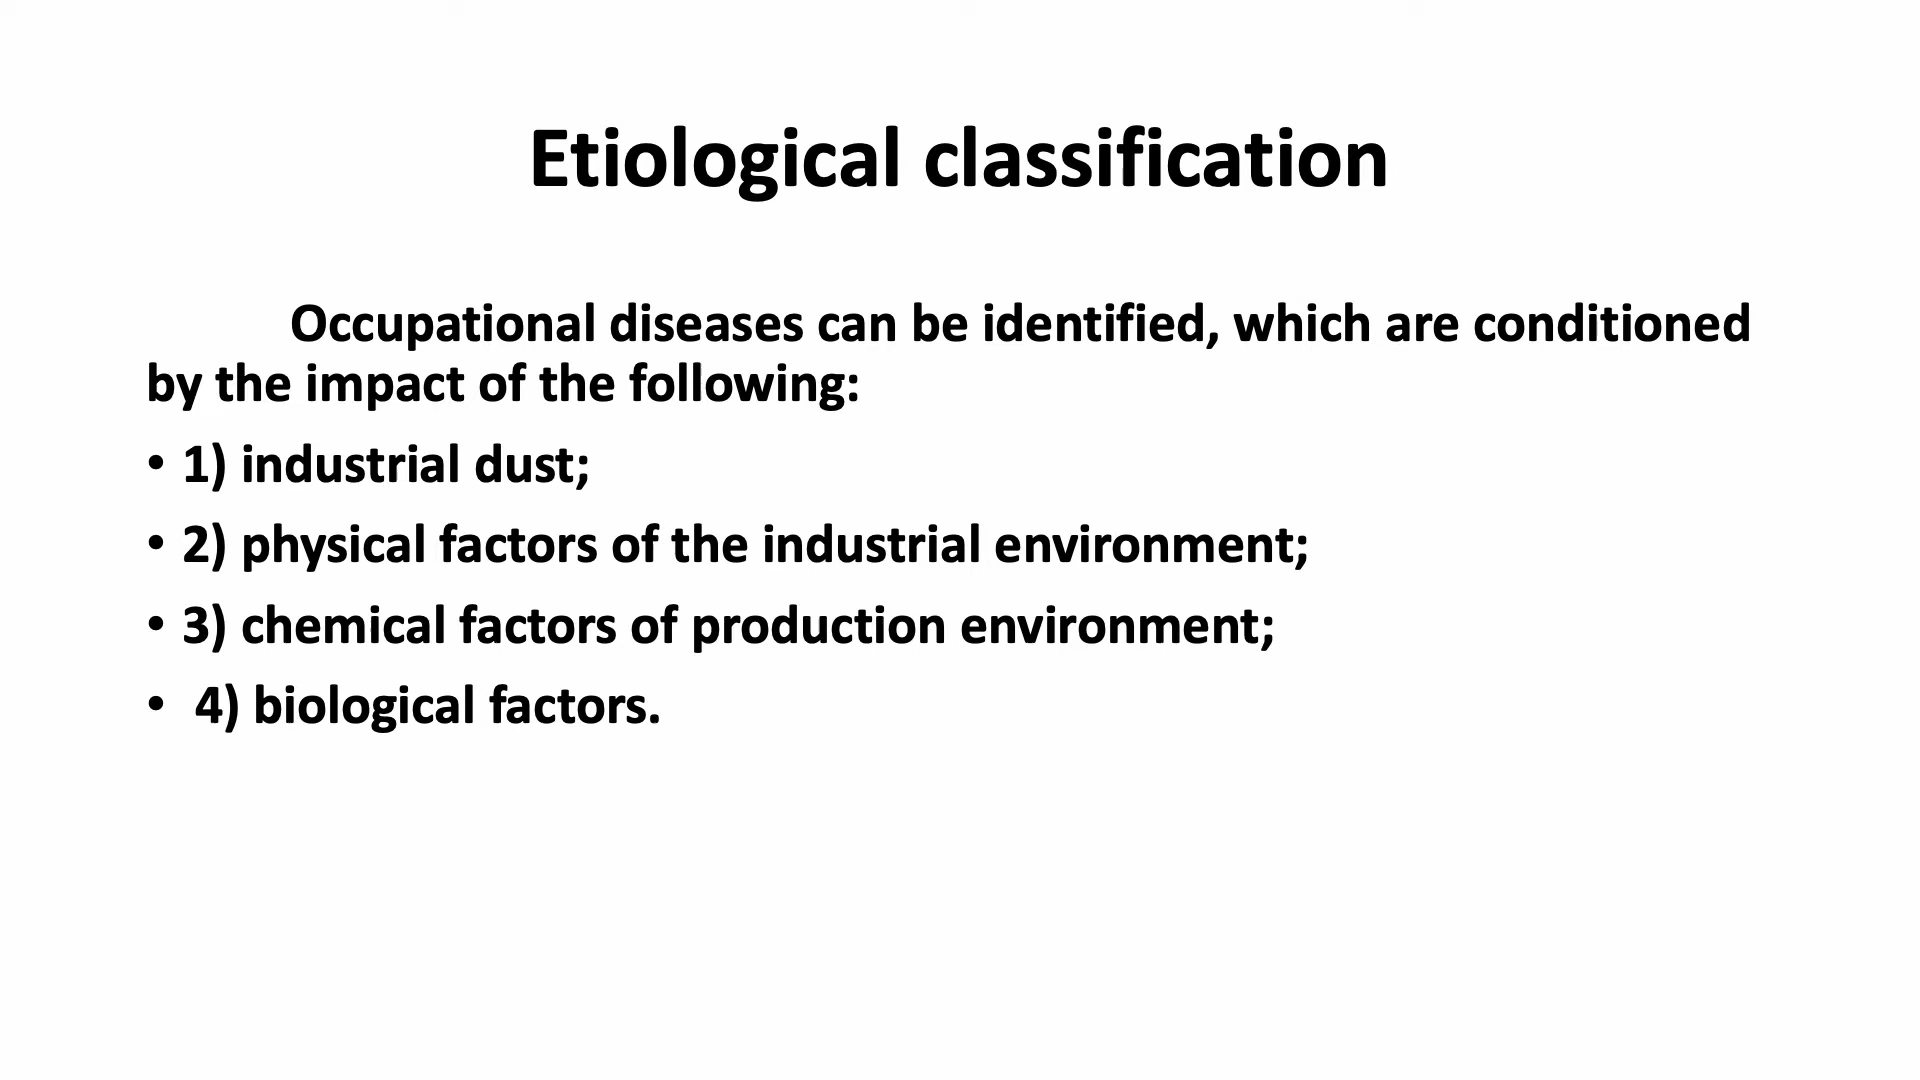 Etiological classification
Occupational diseases can be identified, which are conditioned
by the impact of the following:
• 1) industrial dust;
• 2) physical factors of the industrial environment;
• 3) chemical factors of production environment;
• 4) biological factors.